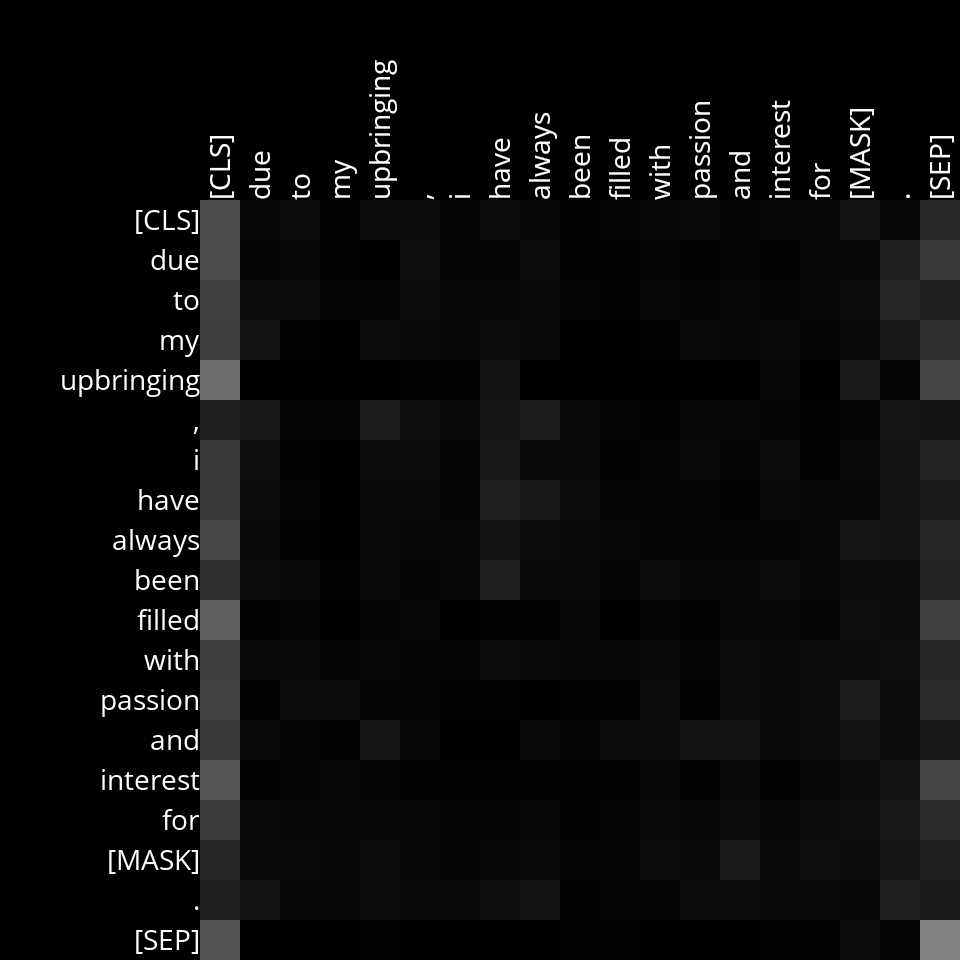 [CLS] due to my upbringing , i have always been filled with passion and interest for [MASK] . [SEP]
[CLS]
due
to
my
upbringing
,
i
have
always
been
filled
with
passion
and
interest
for
[MASK]
.
[SEP]